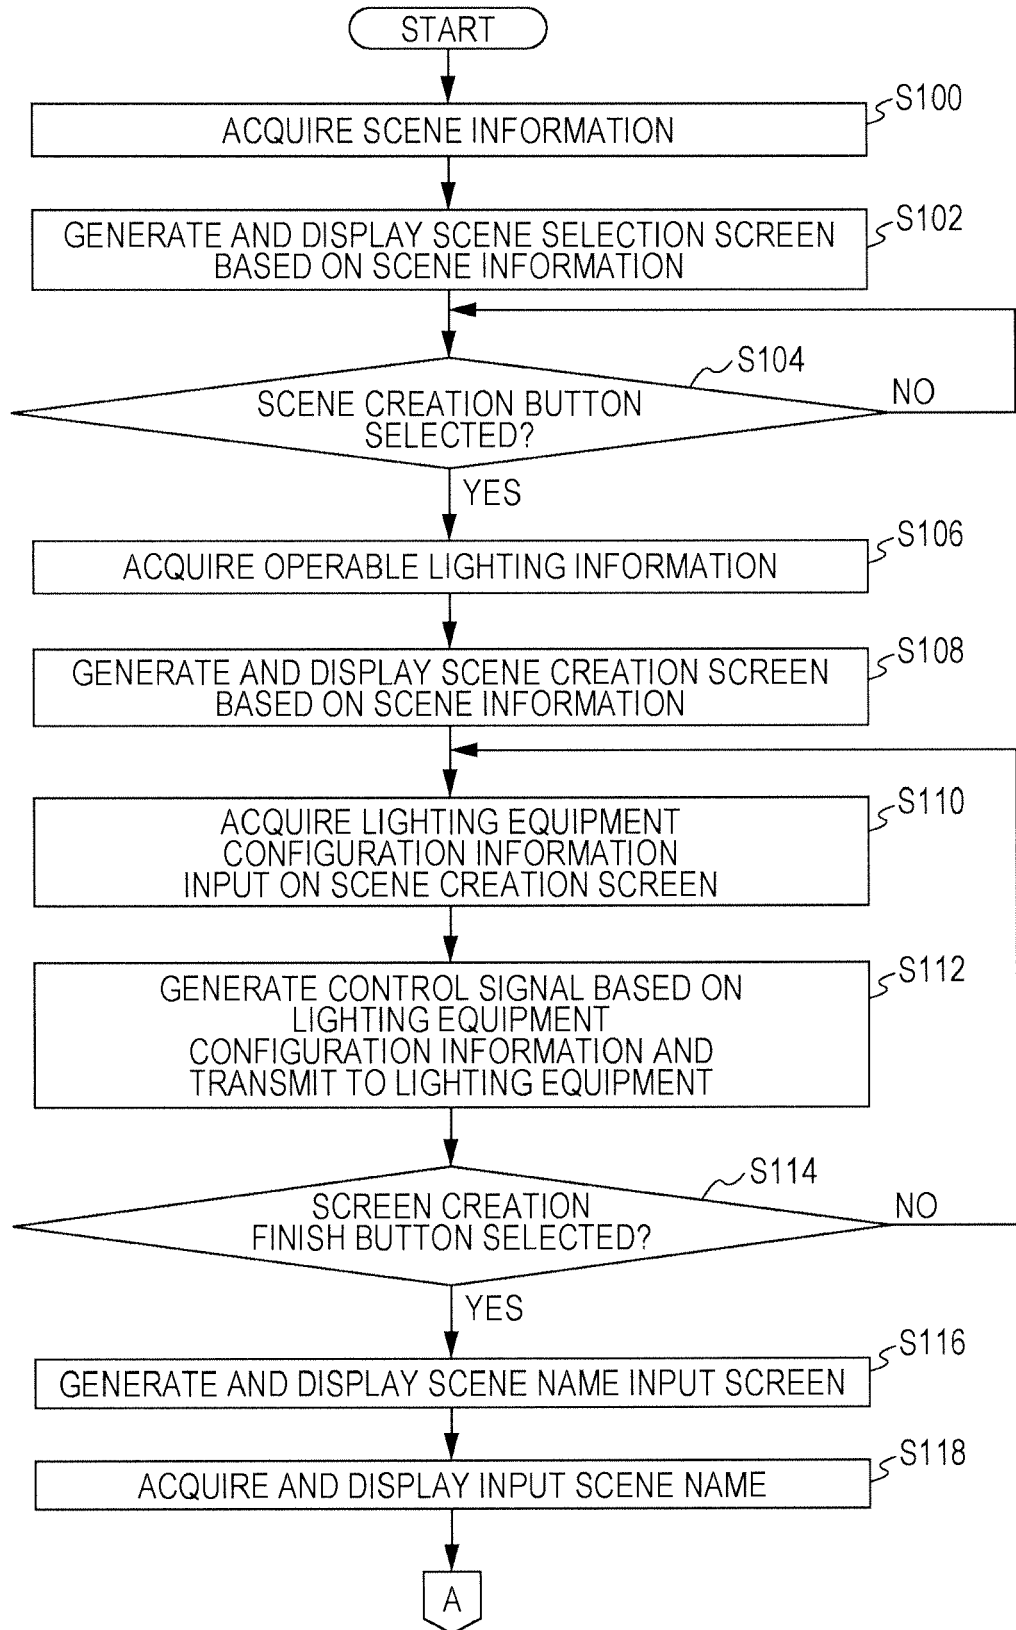 START
ACQUIRE SCENE INFORMATION
S100
GENERATE AND DISPLAY SCENE SELECTION SCREEN
BASED ON SCENE INFORMATION
S102
SCENE CREATION BUTTON
SELECTED?
S104
NO
YES
ACQUIRE OPERABLE LIGHTING INFORMATION
S106
GENERATE AND DISPLAY SCENE CREATION SCREEN
BASED ON SCENE INFORMATION
S108
ACQUIRE LIGHTING EQUIPMENT
CONFIGURATION INFORMATION
INPUT ON SCENE CREATION SCREEN
S110
GENERATE CONTROL SIGNAL BASED ON
LIGHTING EQUIPMENT
CONFIGURATION INFORMATION AND
TRANSMIT TO LIGHTING EQUIPMENT
S112
SCREEN CREATION
FINISH BUTTON SELECTED?
S114
NO
YES
GENERATE AND DISPLAY SCENE NAME INPUT SCREEN
S116
ACQUIRE AND DISPLAY INPUT SCENE NAME
S118
A